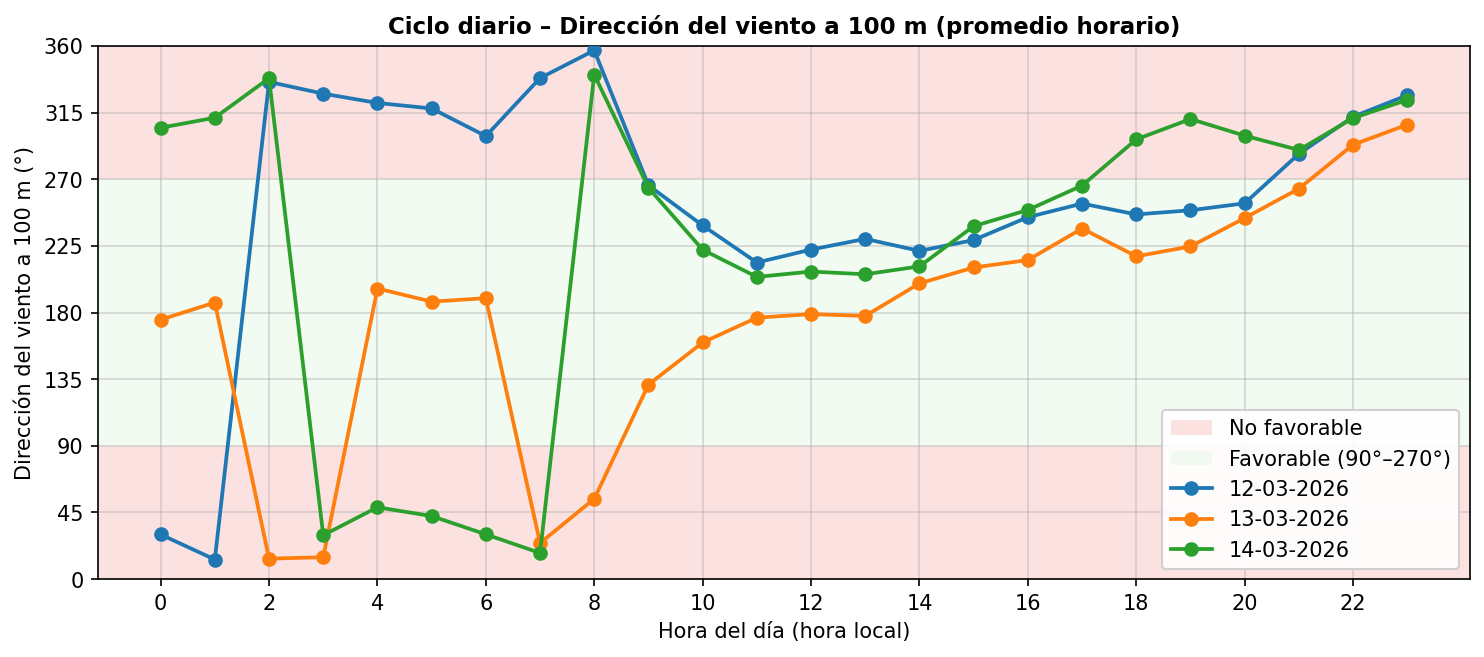 Ciclo diario – Dirección del viento a 100 m (promedio horario)
Dirección del viento a 100 m (°)
360
315
270
225
180
135
90
45
0
No favorable
Favorable (90°–270°)
12-03-2026
13-03-2026
14-03-2026
0 2 4 6 8 10 12 14 16 18 20 22
Hora del día (hora local)